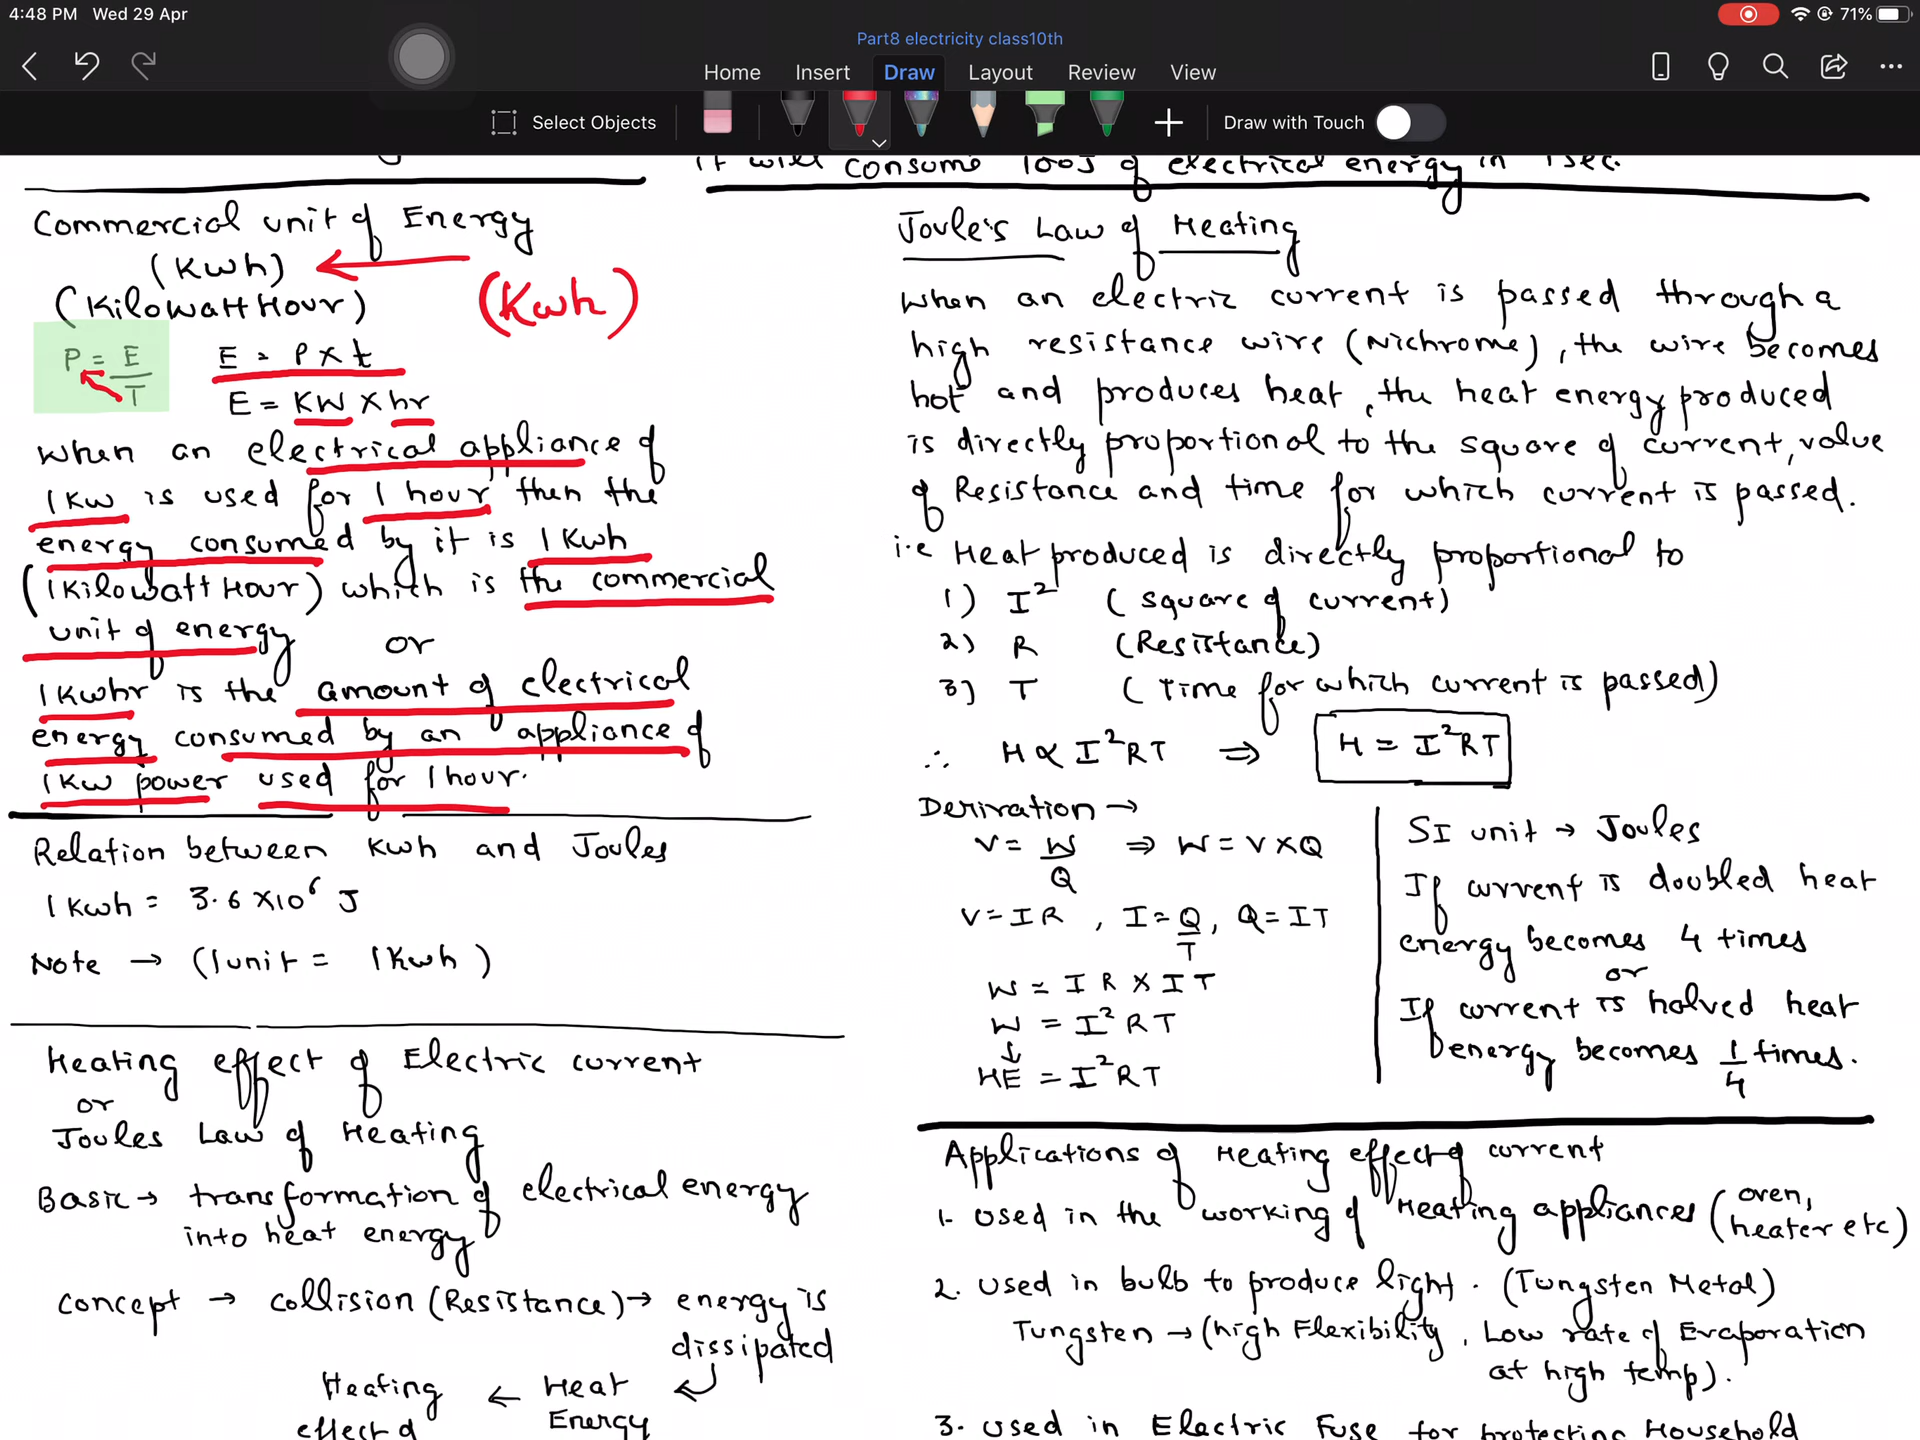 4:48 PM Wed 29 Apr
71%
Part8 electricity class10th
Home Insert Draw Layout Review View
Select Objects
Draw with Touch
it will consume 100J of electrical energy in 1sec.
Commercial unit of Energy
(Kwh)
(Kwh)
(KilowattHour)
P = E/T
E = P X t
E = KW X hr
When an electrical appliance of
1KW is used for 1 hour then the
energy consumed by it is 1Kwh
(1KilowattHour) which is the commercial
unit of energy or
1Kwhr is the amount of electrical
energy consumed by an appliance of
1KW power used for 1hour.
Relation between Kwh and Joules
1Kwh = 3.6 X10⁶ J
Note → (1unit = 1Kwh)
Heating effect of Electric current
or
Joules Law of Heating
Basic → transformation of electrical energy
into heat energy
Concept → Collision (Resistance) → energy is
dissipated
Heating ← Heat
effect of Energy
Joule's Law of Heating
When an electric current is passed through a
high resistance wire (Nichrome), the wire becomes
hot and produces heat, the heat energy produced
is directly proportional to the square of current, value
of Resistance and time for which current is passed.
i.e Heat produced is directly proportional to
1) I² (square of current)
2) R (Resistance)
3) T (Time for which current is passed)
∴ H ∝ I²RT ⇒ H = I²RT
Derivation →
V = W/Q ⇒ W = V X Q
V = IR, I = Q/T, Q = IT
W = I R X I T
W = I²RT
↓
HE = I²RT
SI unit → Joules
If current is doubled heat
energy becomes 4 times
or
If current is halved heat
energy becomes 1/4 times.
Applications of Heating effect of current
1- Used in the working of Heating appliances (oven,
heater etc)
2. Used in bulb to produce light. (Tungsten Metal)
Tungsten → (high Flexibility, Low rate of Evaporation
at high temp).
3. Used in Electric Fuse for protecting Household